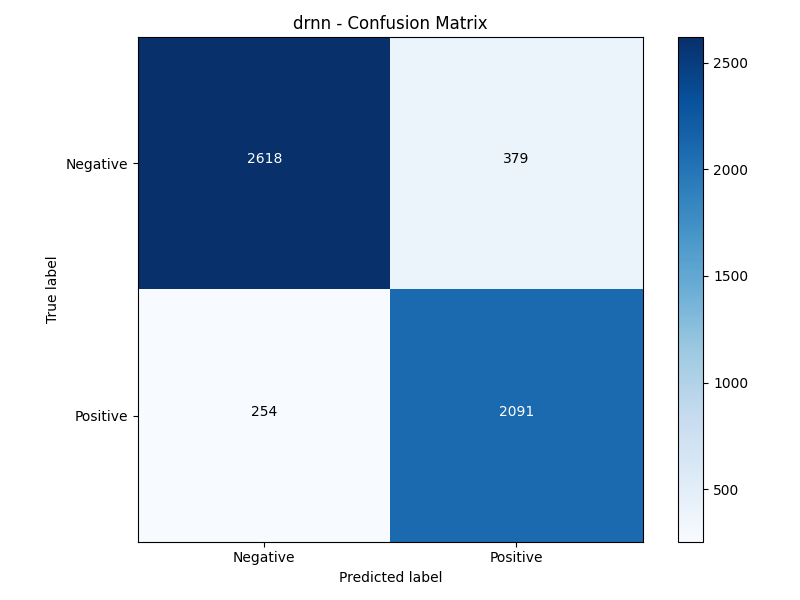 drnn - Confusion Matrix
Negative
2618
379
Positive
254
2091
True label
Negative
Positive
Predicted label
2500
2000
1500
1000
500